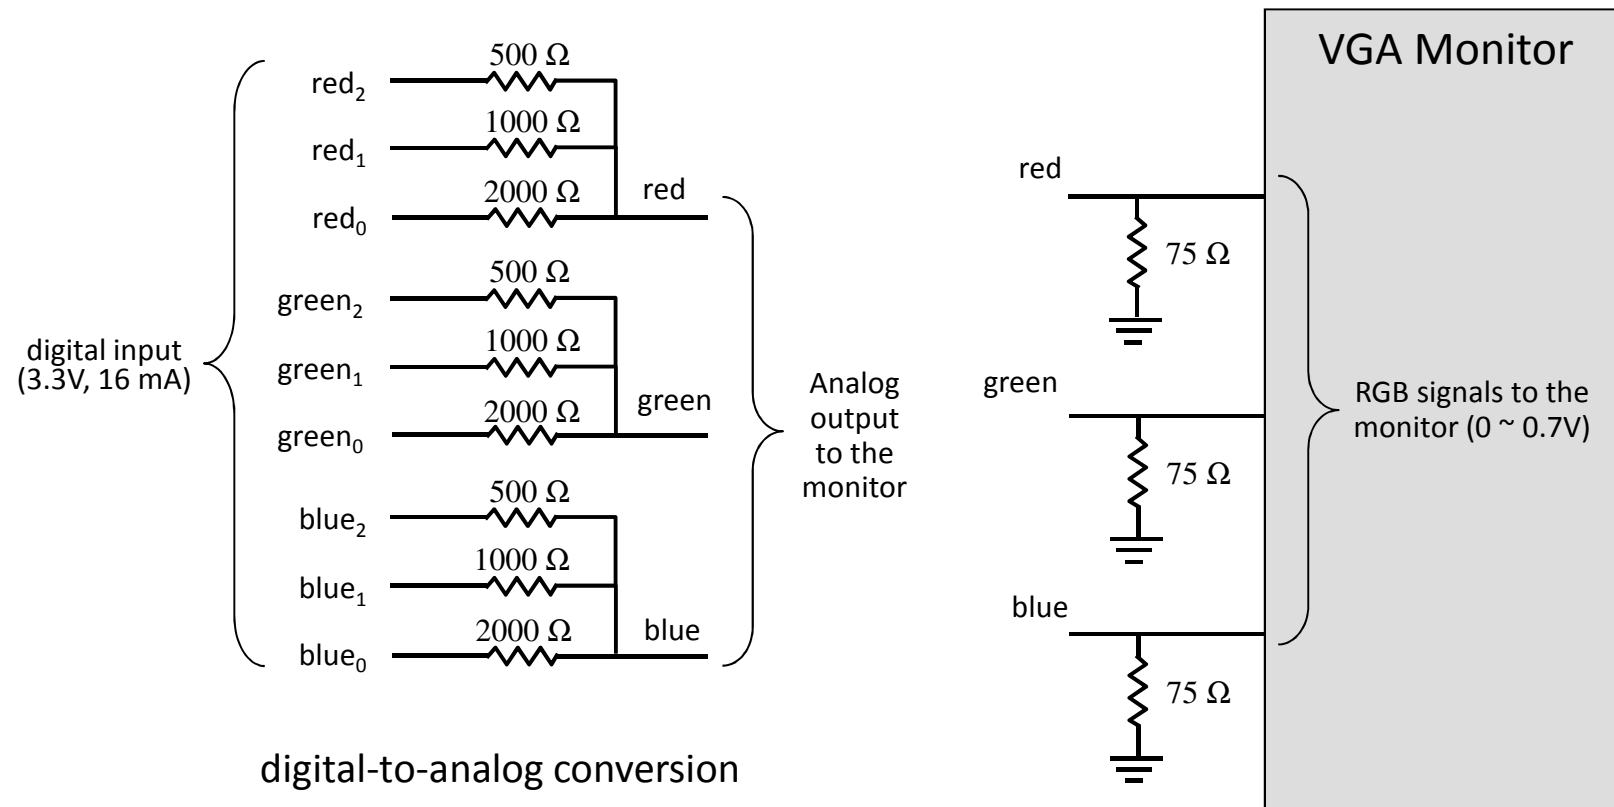 VGA Monitor
500 Ω
red₂
1000 Ω
red₁
2000 Ω
red₀
red
500 Ω
green₂
1000 Ω
green₁
2000 Ω
green₀
green
500 Ω
blue₂
1000 Ω
blue₁
2000 Ω
blue₀
blue
digital input
(3.3V, 16 mA)
Analog
output
to the
monitor
digital-to-analog conversion
red
75 Ω
green
75 Ω
blue
75 Ω
RGB signals to the
monitor (0 ~ 0.7V)